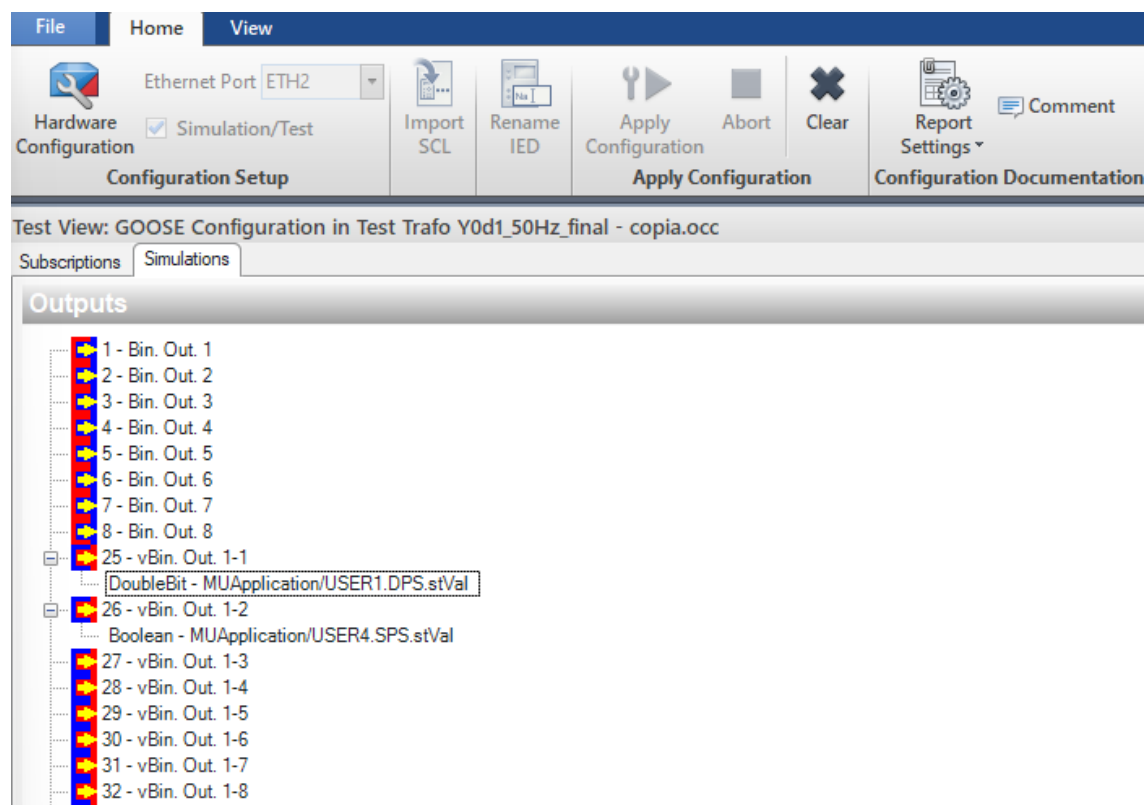 File Home View
Ethernet Port ETH2
Simulation/Test
Hardware Configuration
Import SCL
Rename IED
Apply Configuration
Abort
Clear
Report Settings
Comment
Configuration Setup
Apply Configuration
Configuration Documentation
Test View: GOOSE Configuration in Test Trafo Y0d1_50Hz_final - copia.occ
Subscriptions Simulations
Outputs
1 - Bin. Out. 1
2 - Bin. Out. 2
3 - Bin. Out. 3
4 - Bin. Out. 4
5 - Bin. Out. 5
6 - Bin. Out. 6
7 - Bin. Out. 7
8 - Bin. Out. 8
25 - vBin. Out. 1-1
DoubleBit - MUApplication/USER1.DPS.stVal
26 - vBin. Out. 1-2
Boolean - MUApplication/USER4.SPS.stVal
27 - vBin. Out. 1-3
28 - vBin. Out. 1-4
29 - vBin. Out. 1-5
30 - vBin. Out. 1-6
31 - vBin. Out. 1-7
32 - vBin. Out. 1-8